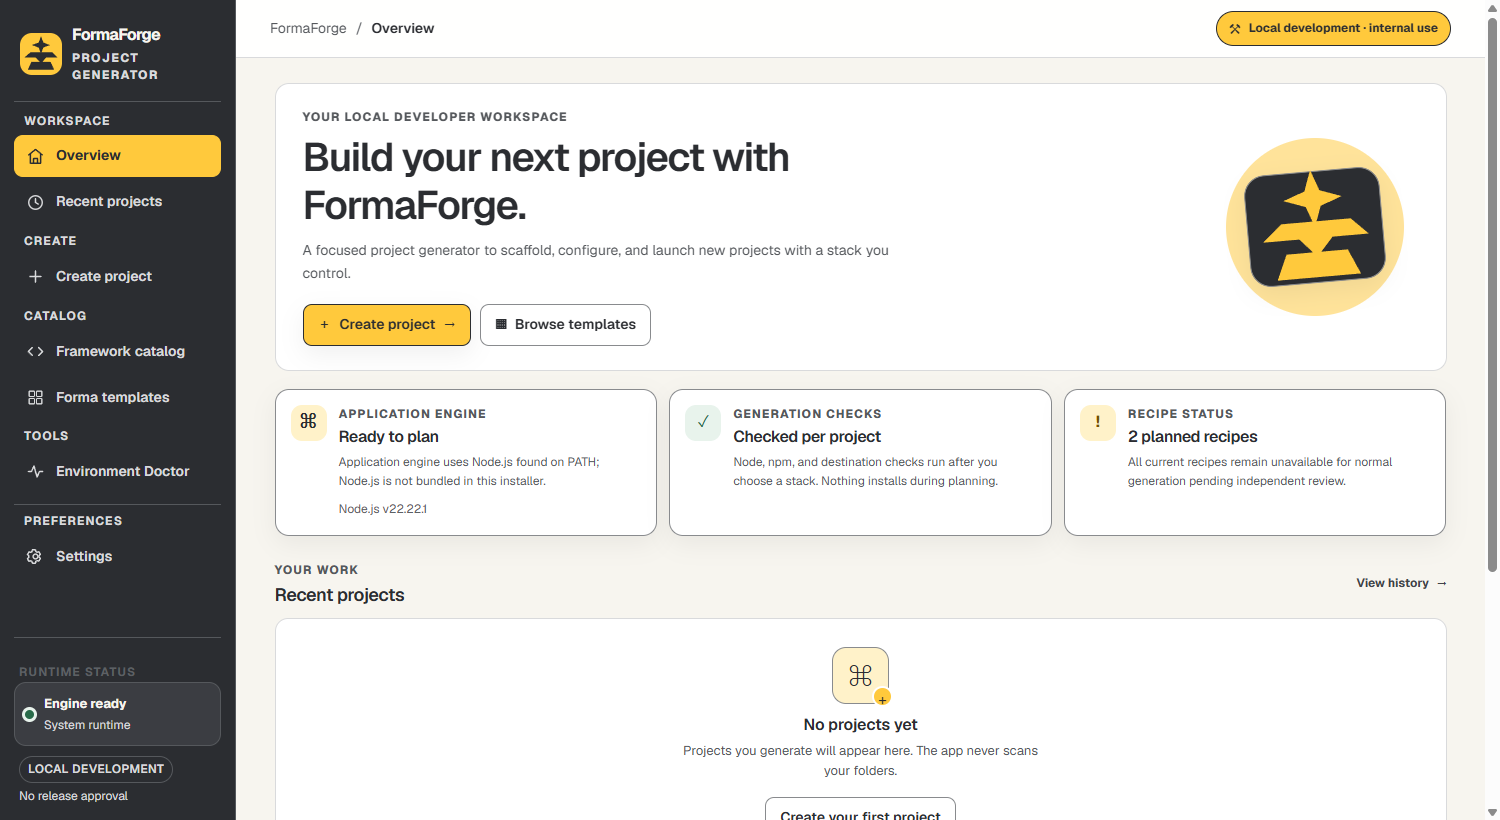 FormaForge
PROJECT
GENERATOR
WORKSPACE
Overview
Recent projects
CREATE
Create project
CATALOG
Framework catalog
Forma templates
TOOLS
Environment Doctor
PREFERENCES
Settings
RUNTIME STATUS
Engine ready
System runtime
LOCAL DEVELOPMENT
No release approval
FormaForge / Overview
Local development · internal use
YOUR LOCAL DEVELOPER WORKSPACE
Build your next project with
FormaForge.
A focused project generator to scaffold, configure, and launch new projects with a stack you
control.
+ Create project →
Browse templates
⌘
APPLICATION ENGINE
Ready to plan
Application engine uses Node.js found on PATH;
Node.js is not bundled in this installer.
Node.js v22.22.1
✓
GENERATION CHECKS
Checked per project
Node, npm, and destination checks run after you
choose a stack. Nothing installs during planning.
!
RECIPE STATUS
2 planned recipes
All current recipes remain unavailable for normal
generation pending independent review.
YOUR WORK
Recent projects
View history →
⌘
+
No projects yet
Projects you generate will appear here. The app never scans
your folders.
Create your first project